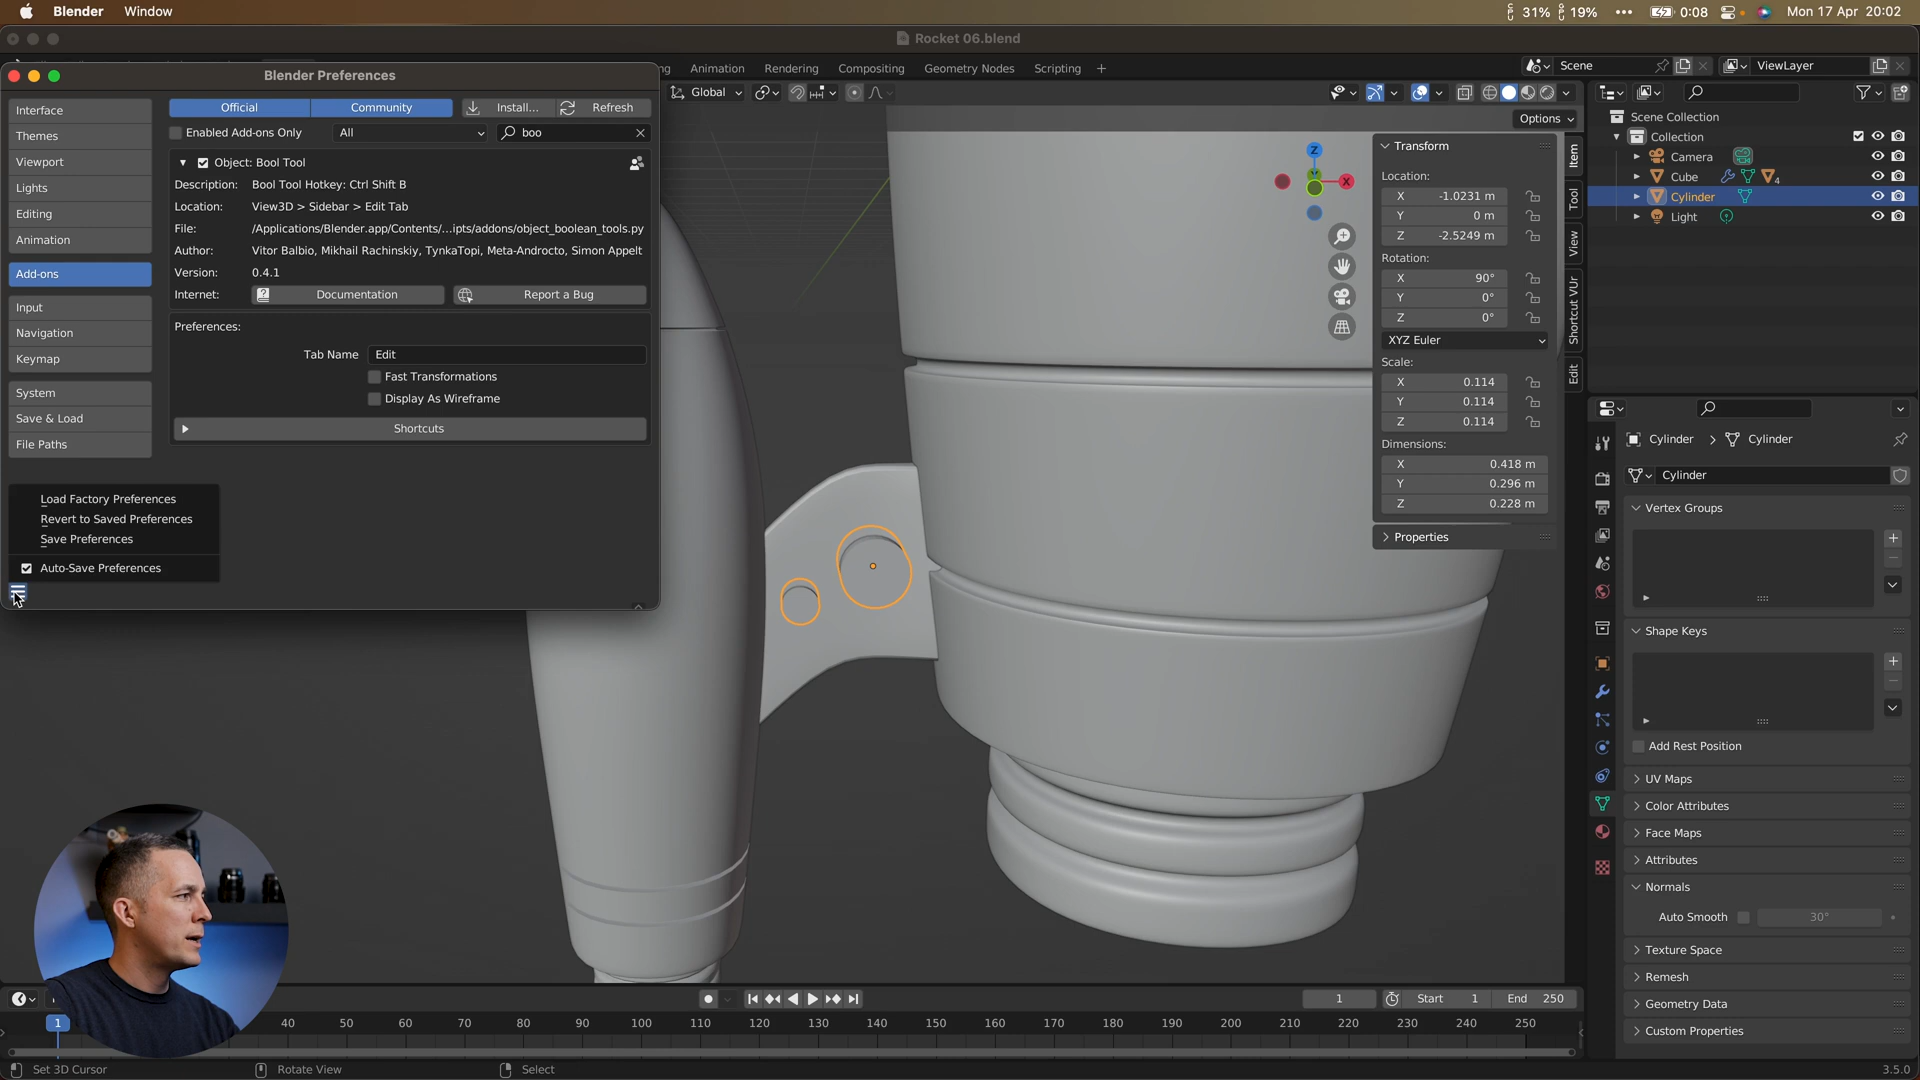 Blender Window
31% 19% ••• 0:08 Mon 17 Apr 20:02
Rocket 06.blend
Blender Preferences
Animation Rendering Compositing Geometry Nodes Scripting +
Scene ViewLayer
Global
Options
Interface
Themes
Viewport
Lights
Editing
Animation
Add-ons
Input
Navigation
Keymap
System
Save & Load
File Paths
Official Community Install... Refresh
Enabled Add-ons Only All boo
Object: Bool Tool
Description: Bool Tool Hotkey: Ctrl Shift B
Location: View3D > Sidebar > Edit Tab
File: /Applications/Blender.app/Contents/...ipts/addons/object_boolean_tools.py
Author: Vitor Balbio, Mikhail Rachinskiy, TynkaTopi, Meta-Androcto, Simon Appelt
Version: 0.4.1
Internet: Documentation Report a Bug
Preferences:
Tab Name Edit
Fast Transformations
Display As Wireframe
Shortcuts
Load Factory Preferences
Revert to Saved Preferences
Save Preferences
Auto-Save Preferences
Z
X
Transform
Location:
X -1.0231 m
Y 0 m
Z -2.5249 m
Rotation:
X 90°
Y 0°
Z 0°
XYZ Euler
Scale:
X 0.114
Y 0.114
Z 0.114
Dimensions:
X 0.418 m
Y 0.296 m
Z 0.228 m
Properties
Item
Tool
View
Shortcut VUr
Edit
Scene Collection
Collection
Camera
Cube 4
Cylinder
Light
Cylinder > Cylinder
Cylinder
Vertex Groups
Shape Keys
Add Rest Position
UV Maps
Color Attributes
Face Maps
Attributes
Normals
Auto Smooth 30°
Texture Space
Remesh
Geometry Data
Custom Properties
1 Start 1 End 250
1 40 50 60 70 80 90 100 110 120 130 140 150 160 170 180 190 200 210 220 230 240 250
Set 3D Cursor Rotate View Select 3.5.0